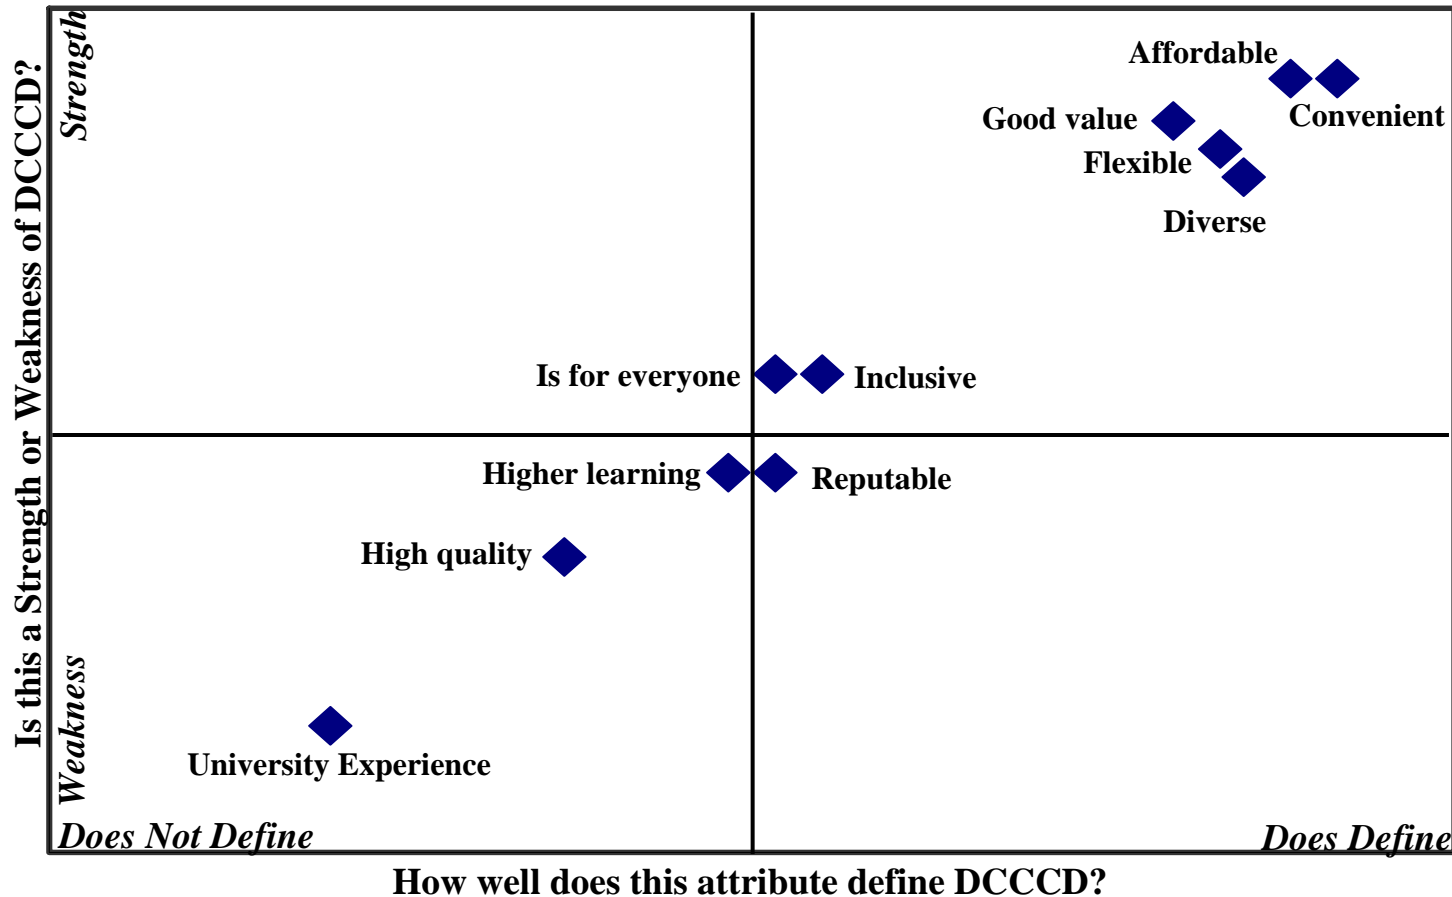 Is this a Strength or Weakness of DCCCD?
Strength
Affordable
Convenient
Good value
Flexible
Diverse
Is for everyone
Inclusive
Higher learning
Reputable
High quality
Weakness
University Experience
Does Not Define
Does Define
How well does this attribute define DCCCD?